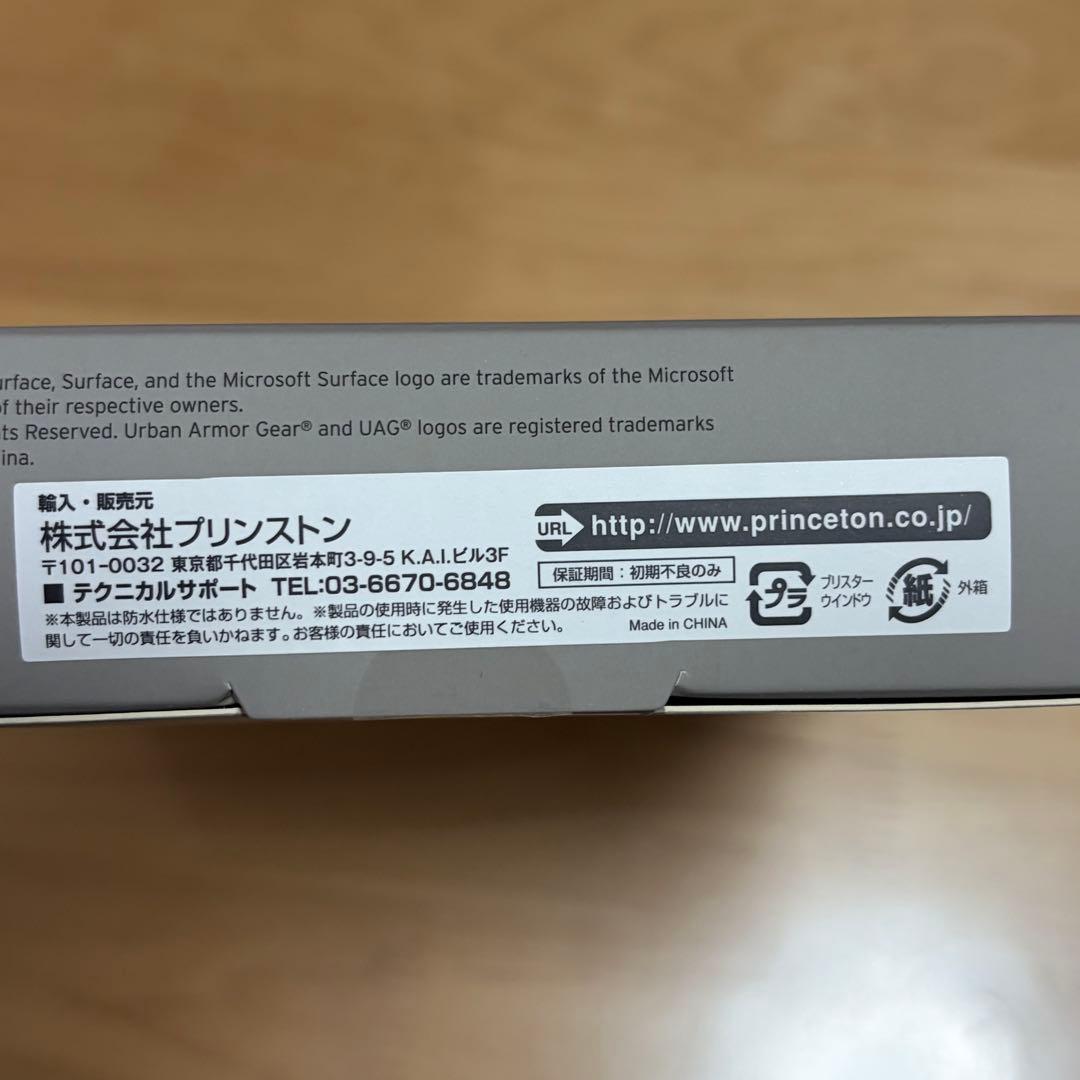 urface, Surface, and the Microsoft Surface logo are trademarks of the Microsoft
of their respective owners.
ts Reserved. Urban Armor Gear® and UAG® logos are registered trademarks
ina.
輸入・販売元
株式会社プリンストン
〒101-0032 東京都千代田区岩本町3-9-5 K.A.I.ビル3F
■ テクニカルサポート TEL:03-6670-6848
※本製品は防水仕様ではありません。※製品の使用時に発生した使用機器の故障およびトラブルに
関して一切の責任を負いかねます。お客様の責任においてご使用ください。
URL http://www.princeton.co.jp/
保証期間：初期不良のみ
Made in CHINA
プラ
ブリスター
ウインドウ
紙
外箱